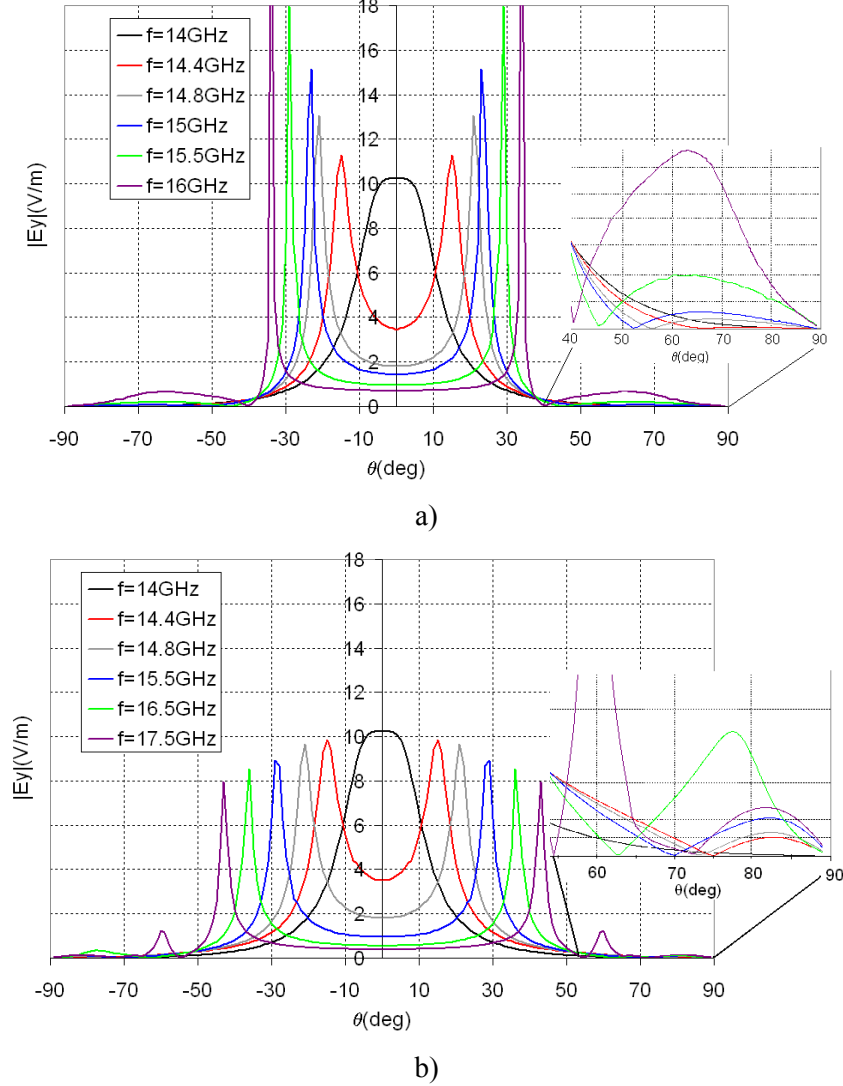 18
16
14
12
10
8
6
4
2
0
|Ey|(V/m)
f=14GHz
f=14.4GHz
f=14.8GHz
f=15GHz
f=15.5GHz
f=16GHz
40 50 60 70 80 90
θ(deg)
-90 -70 -50 -30 -10 10 30 50 70 90
θ(deg)
a)
18
16
14
12
10
8
6
4
2
0
|Ey|(V/m)
f=14GHz
f=14.4GHz
f=14.8GHz
f=15.5GHz
f=16.5GHz
f=17.5GHz
60 70 80 90
θ(deg)
-90 -70 -50 -30 -10 10 30 50 70 90
θ(deg)
b)